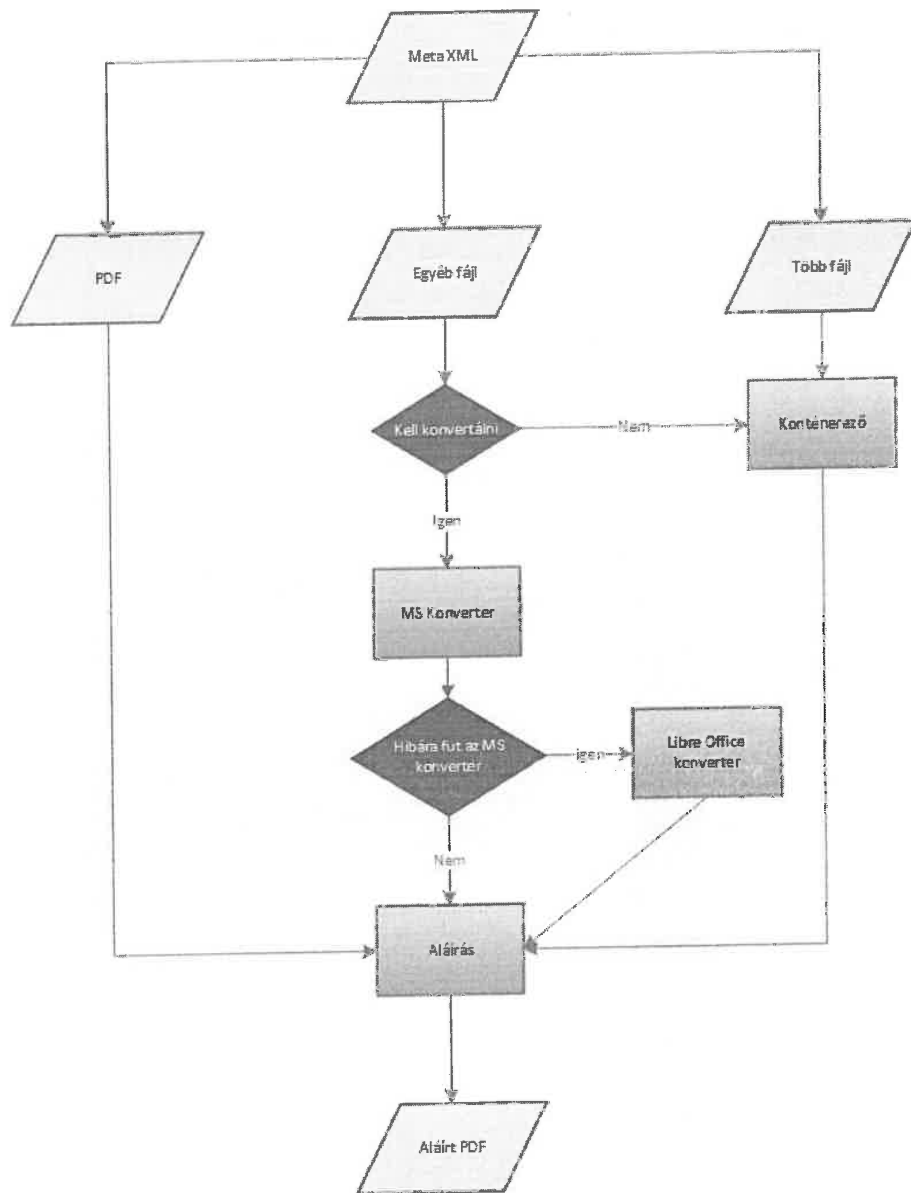 Meta XML
PDF
Egyéb fájl
Több fájl
Kell konvertálni
Nem
Konténerező
Igen
MS Konverter
Hibára fut az MS
konverter
Igen
Libre Office
konverter
Nem
Aláírás
Aláírt PDF